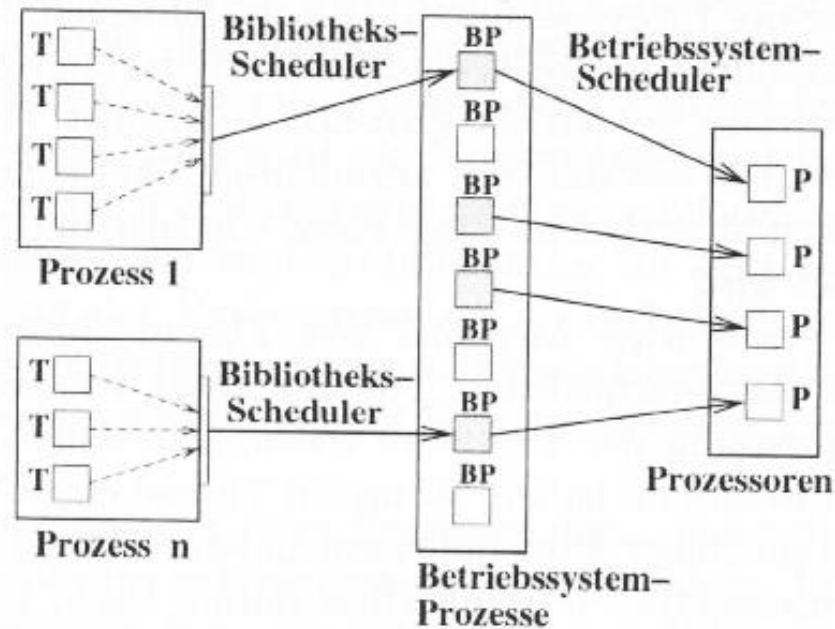 T
T
T
T
Prozess 1
Bibliotheks–
Scheduler
T
T
T
Prozess n
Bibliotheks–
Scheduler
BP
BP
BP
BP
BP
BP
BP
Betriebssystem–
Prozesse
Betriebssystem–
Scheduler
P
P
P
P
Prozessoren